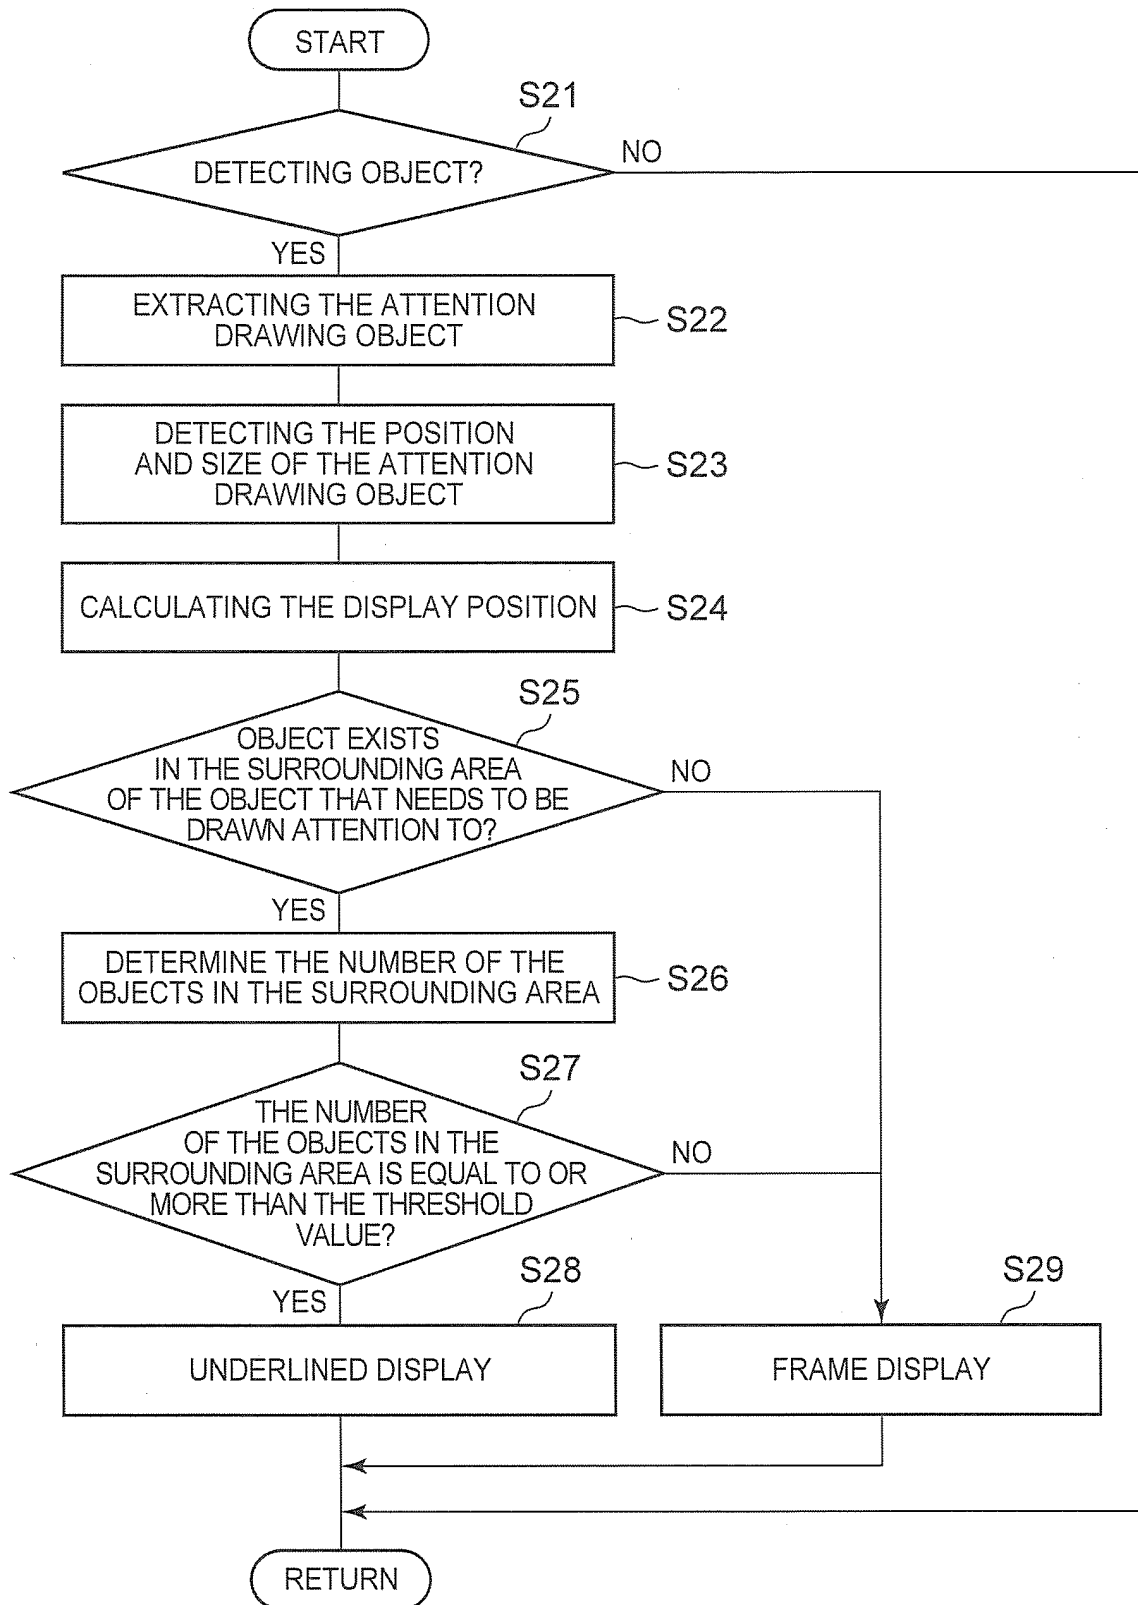 START
S21
DETECTING OBJECT?
NO
YES
EXTRACTING THE ATTENTION
DRAWING OBJECT
S22
DETECTING THE POSITION
AND SIZE OF THE ATTENTION
DRAWING OBJECT
S23
CALCULATING THE DISPLAY POSITION
S24
S25
OBJECT EXISTS
IN THE SURROUNDING AREA
OF THE OBJECT THAT NEEDS TO BE
DRAWN ATTENTION TO?
NO
YES
DETERMINE THE NUMBER OF THE
OBJECTS IN THE SURROUNDING AREA
S26
S27
THE NUMBER
OF THE OBJECTS IN THE
SURROUNDING AREA IS EQUAL TO OR
MORE THAN THE THRESHOLD
VALUE?
NO
YES
S28
UNDERLINED DISPLAY
S29
FRAME DISPLAY
RETURN